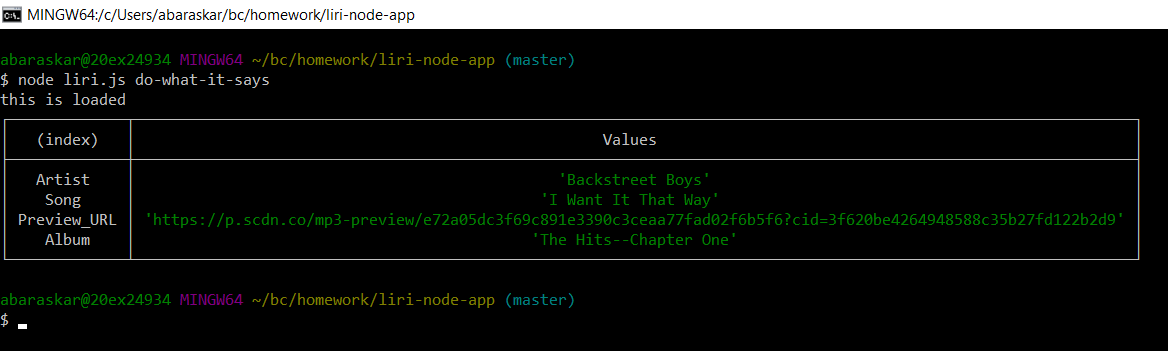 MINGW64:/c/Users/abaraskar/bc/homework/liri-node-app
abaraskar@20ex24934 MINGW64 ~/bc/homework/liri-node-app (master)
$ node liri.js do-what-it-says
this is loaded
(index) Values
Artist 'Backstreet Boys'
Song 'I Want It That Way'
Preview_URL 'https://p.scdn.co/mp3-preview/e72a05dc3f69c891e3390c3ceaa77fad02f6b5f6?cid=3f620be4264948588c35b27fd122b2d9'
Album 'The Hits--Chapter One'
abaraskar@20ex24934 MINGW64 ~/bc/homework/liri-node-app (master)
$